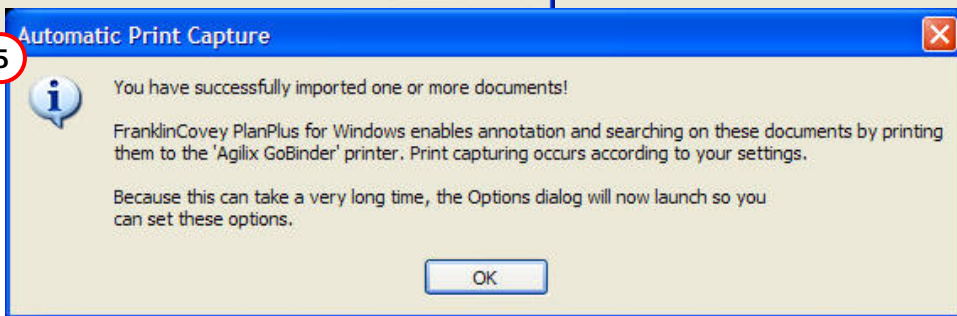 Automatic Print Capture
5
You have successfully imported one or more documents!
FranklinCovey PlanPlus for Windows enables annotation and searching on these documents by printing
them to the 'Agilix GoBinder' printer. Print capturing occurs according to your settings.
Because this can take a very long time, the Options dialog will now launch so you
can set these options.
OK